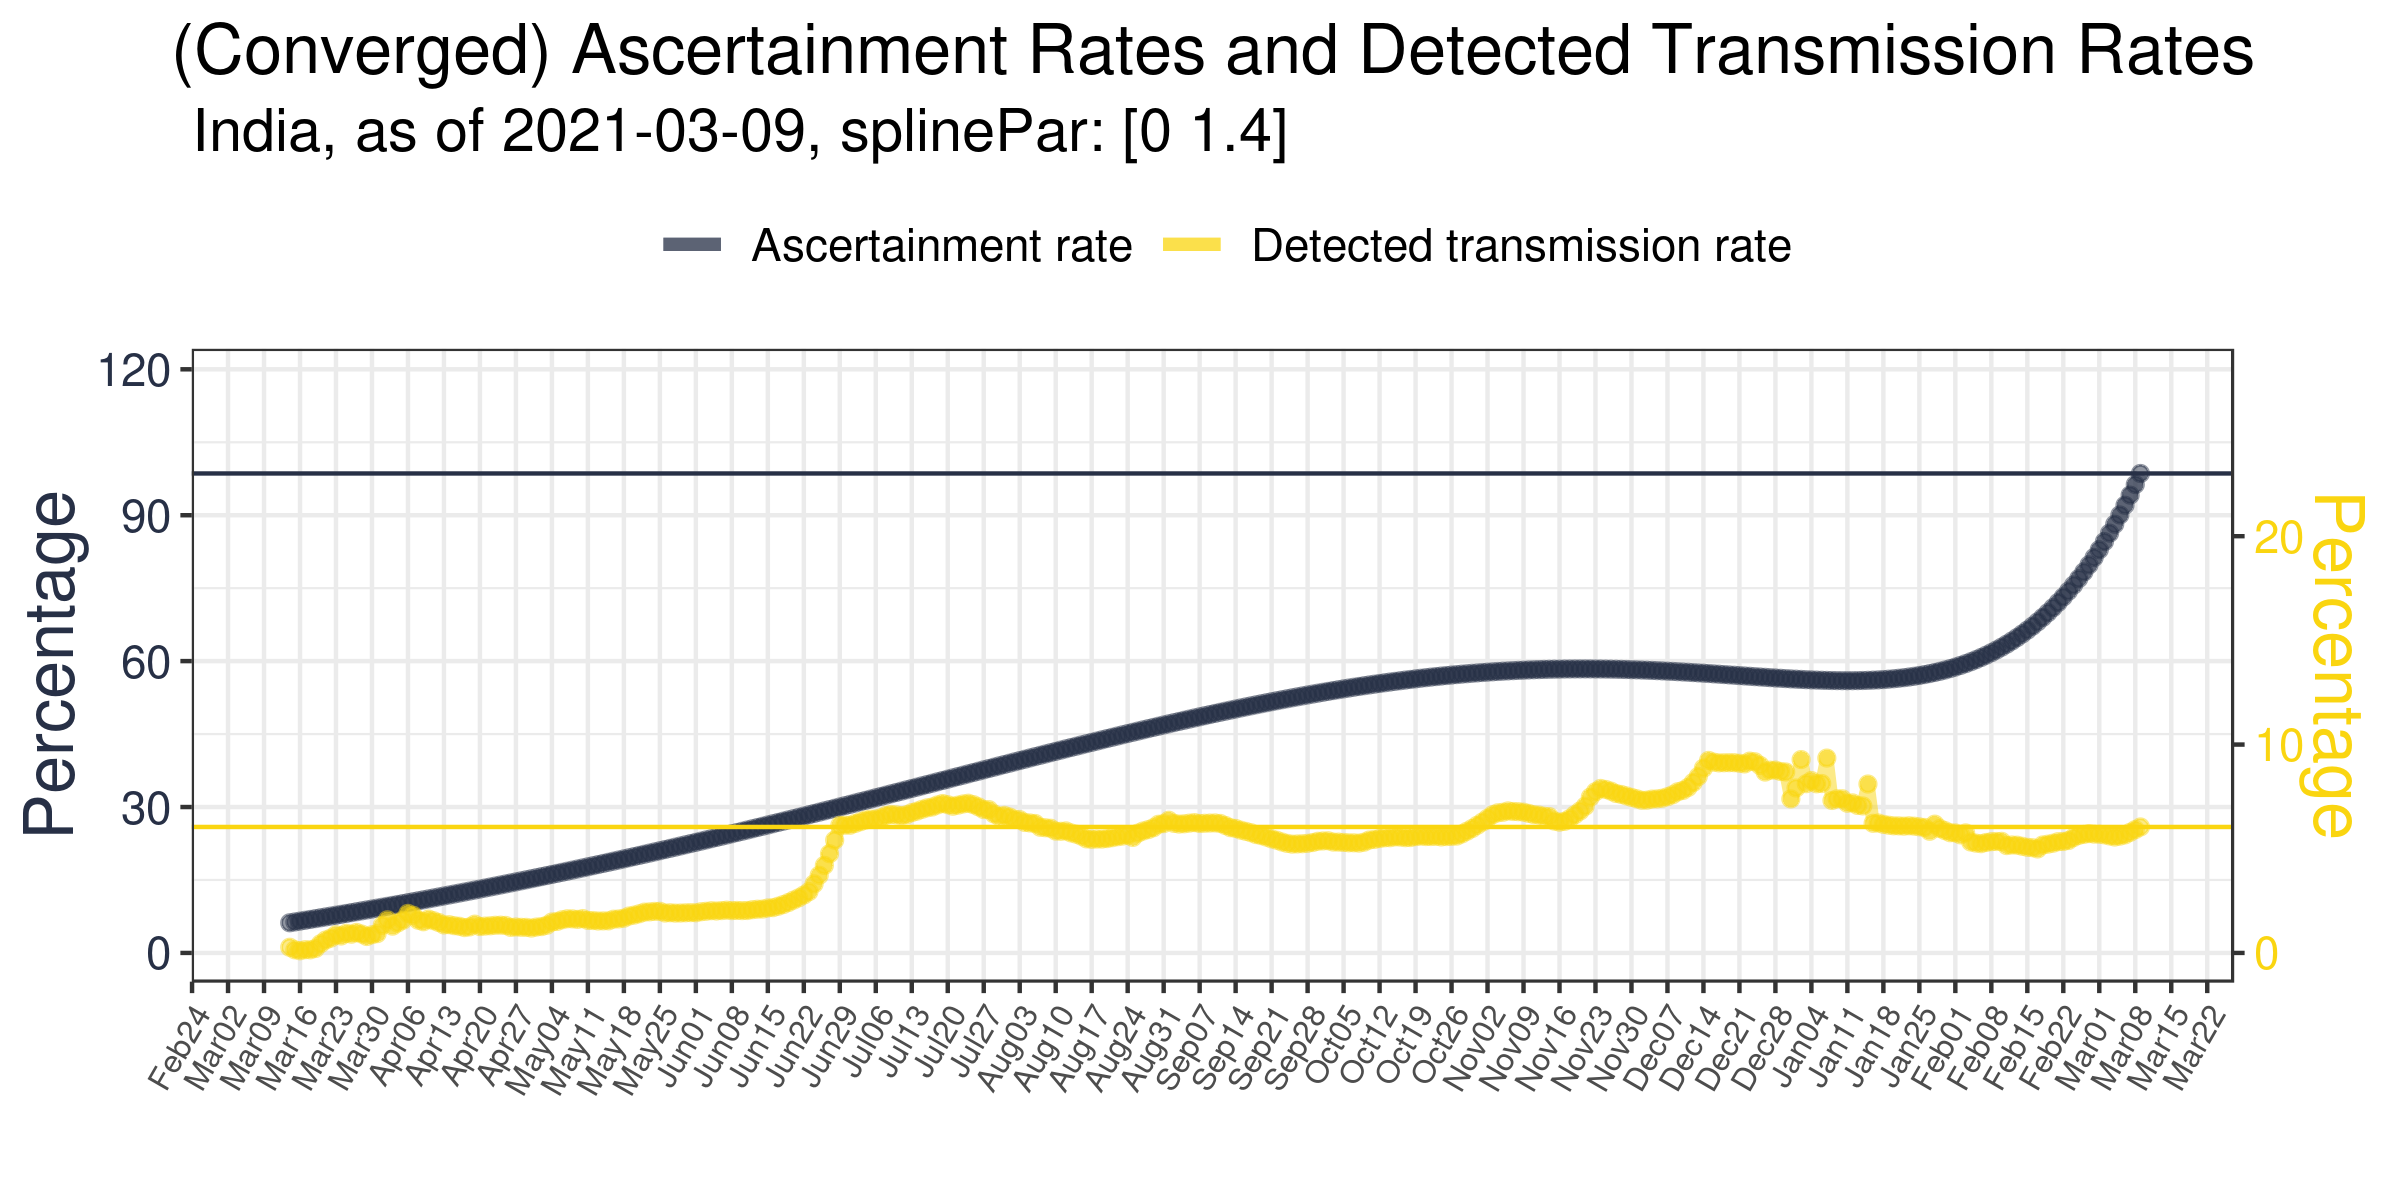 (Converged) Ascertainment Rates and Detected Transmission Rates
India, as of 2021-03-09, splinePar: [0 1.4]
Ascertainment rate
Detected transmission rate
Percentage
120
90
60
30
0
20
10
0
Percentage
Feb24
Mar02
Mar09
Mar16
Mar23
Mar30
Apr06
Apr13
Apr20
Apr27
May04
May11
May18
May25
Jun01
Jun08
Jun15
Jun22
Jun29
Jul06
Jul13
Jul20
Jul27
Aug03
Aug10
Aug17
Aug24
Aug31
Sep07
Sep14
Sep21
Sep28
Oct05
Oct12
Oct19
Oct26
Nov02
Nov09
Nov16
Nov23
Nov30
Dec07
Dec14
Dec21
Dec28
Jan04
Jan11
Jan18
Jan25
Feb01
Feb08
Feb15
Feb22
Mar01
Mar08
Mar15
Mar22